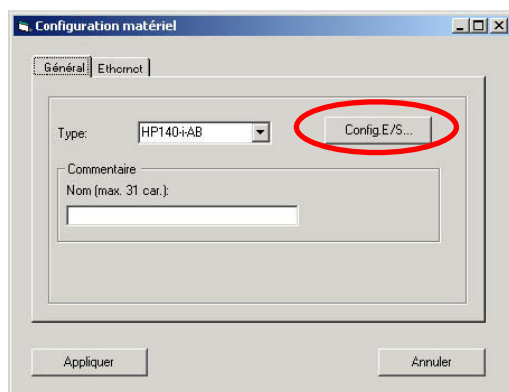 Configuration matériel
Général Ethernet
Type: HP140-i-AB Config.E/S...
Commentaire
Nom (max. 31 car.):
Appliquer Annuler